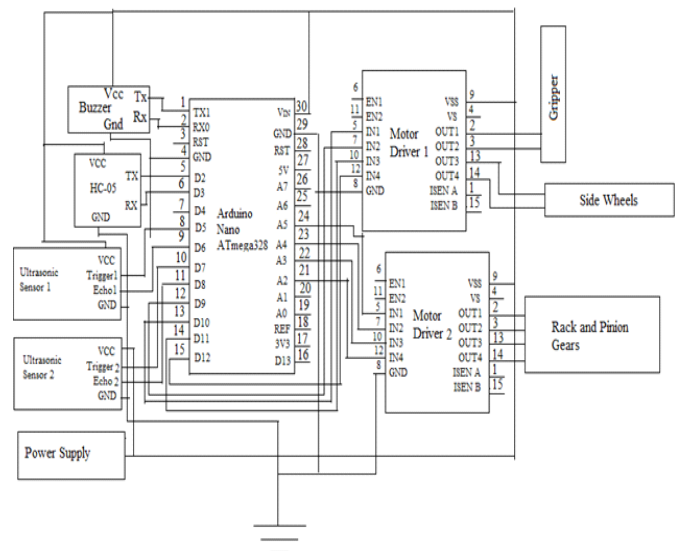 Vcc Tx
Buzzer Rx
Gnd
VCC
TX
HC-05
RX
GND
Ultrasonic
Sensor 1
VCC
Trigger1
Echo1
GND
Ultrasonic
Sensor 2
VCC
Trigger 2
Echo 2
GND
Power Supply
1 TX1
2 RX0
3 RST
4 GND
5 D2
6 D3
7 D4
8 D5
9 D6
10 D7
11 D8
12 D9
13 D10
14 D11
15 D12
Arduino
Nano
ATmega328
VIN 30
GND 29
RST 28
5V 27
A7 26
A6 25
A5 24
A4 23
A3 22
A2 21
A1 20
A0 19
REF 18
3V3 17
D13 16
6 EN1
11 EN2
5 IN1
7 IN2
10 IN3
12 IN4
8 GND
Motor
Driver 1
VSS 9
VS 4
OUT1 2
OUT2 3
OUT3 13
OUT4 14
ISEN A 1
ISEN B 15
Gripper
Side Wheels
6 EN1
11 EN2
5 IN1
7 IN2
10 IN3
12 IN4
8 GND
Motor
Driver 2
VSS 9
VS 4
OUT1 2
OUT2 3
OUT3 13
OUT4 14
ISEN A 1
ISEN B 15
Rack and Pinion
Gears